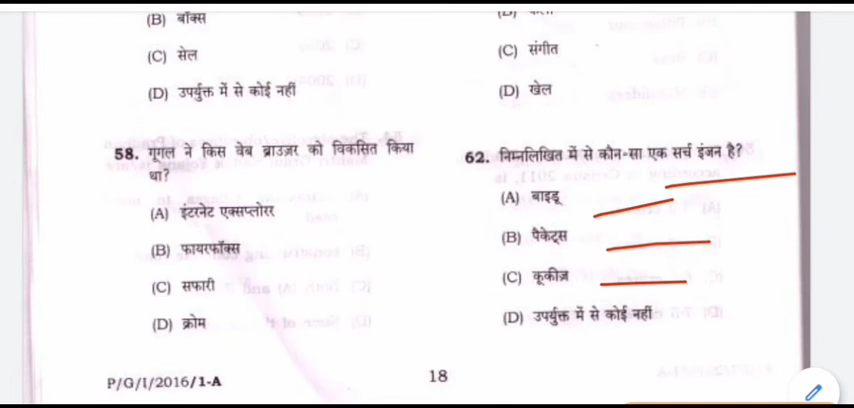 (B) बॉक्स
(C) सेल
(D) उपर्युक्त में से कोई नहीं
58. गूगल ने किस वेब ब्राउज़र को विकसित किया
था?
(A) इंटरनेट एक्सप्लोरर
(B) फायरफॉक्स
(C) सफारी
(D) क्रोम
P/G/I/2016/1-A
(C) संगीत
(D) खेल
62. निम्नलिखित में से कौन-सा एक सर्च इंजन है?
(A) बाइडू
(B) पैकेट्स
(C) कूकीज़
(D) उपर्युक्त में से कोई नहीं
18